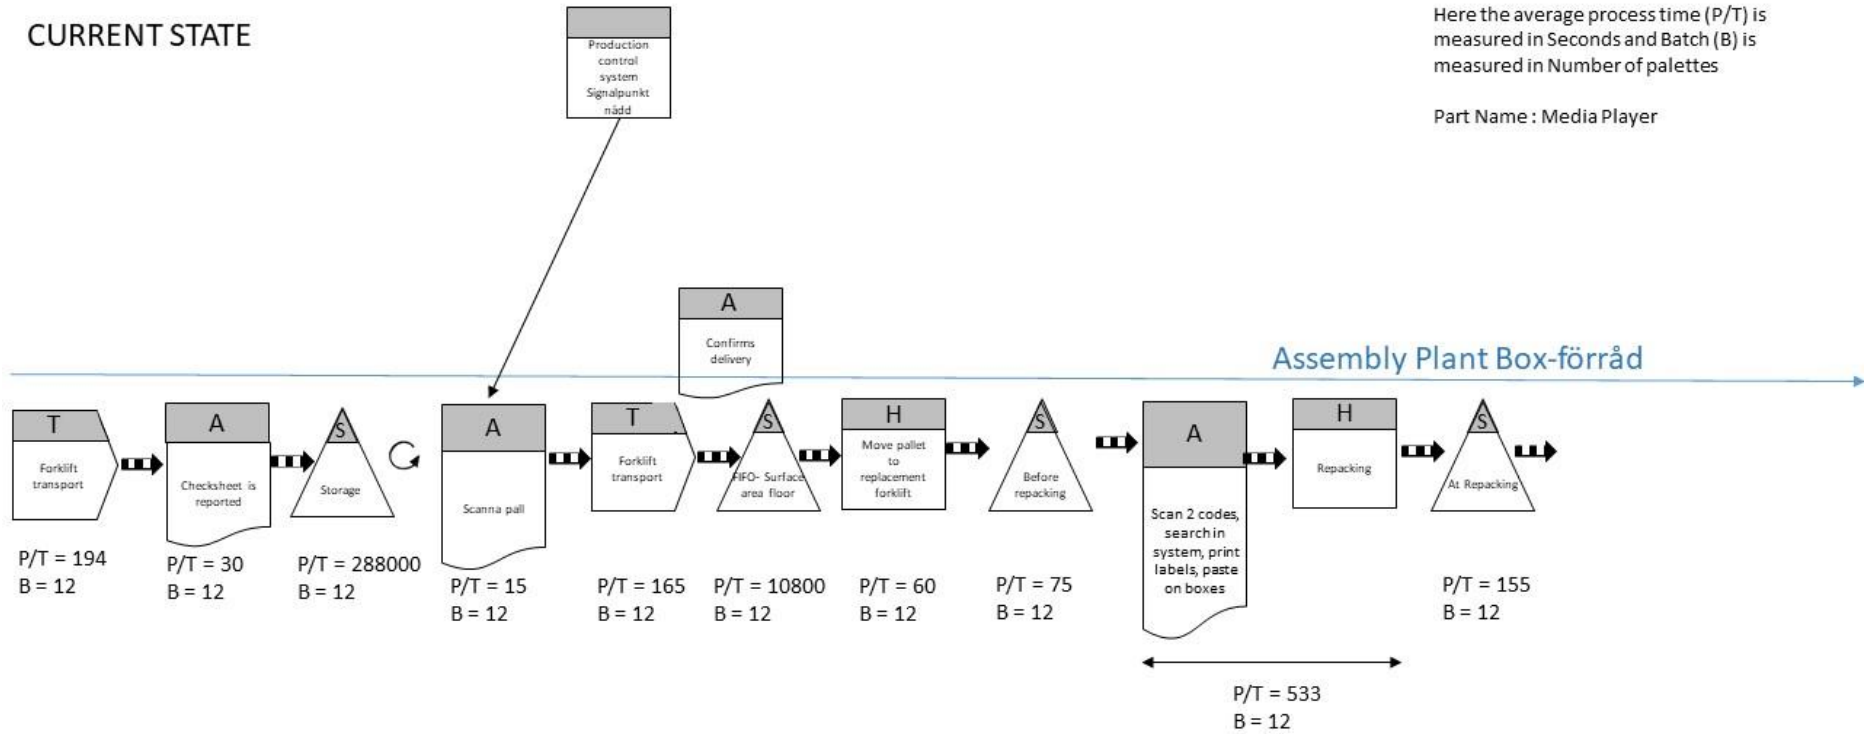 CURRENT STATE
Production
control
system
Signalpunkt
nådd
Here the average process time (P/T) is
measured in Seconds and Batch (B) is
measured in Number of palettes
Part Name : Media Player
A
Confirms
delivery
Assembly Plant Box-förråd
T
Forklift
transport
P/T = 194
B = 12
A
Checksheet is
reported
P/T = 30
B = 12
S
Storage
P/T = 288000
B = 12
A
Scanna pall
P/T = 15
B = 12
T
Forklift
transport
P/T = 165
B = 12
S
FIFO- Surface
area floor
P/T = 10800
B = 12
H
Move pallet
to
replacement
forklift
P/T = 60
B = 12
S
Before
repacking
P/T = 75
B = 12
A
Scan 2 codes,
search in
system, print
labels, paste
on boxes
H
Repacking
P/T = 533
B = 12
S
At Repacking
P/T = 155
B = 12